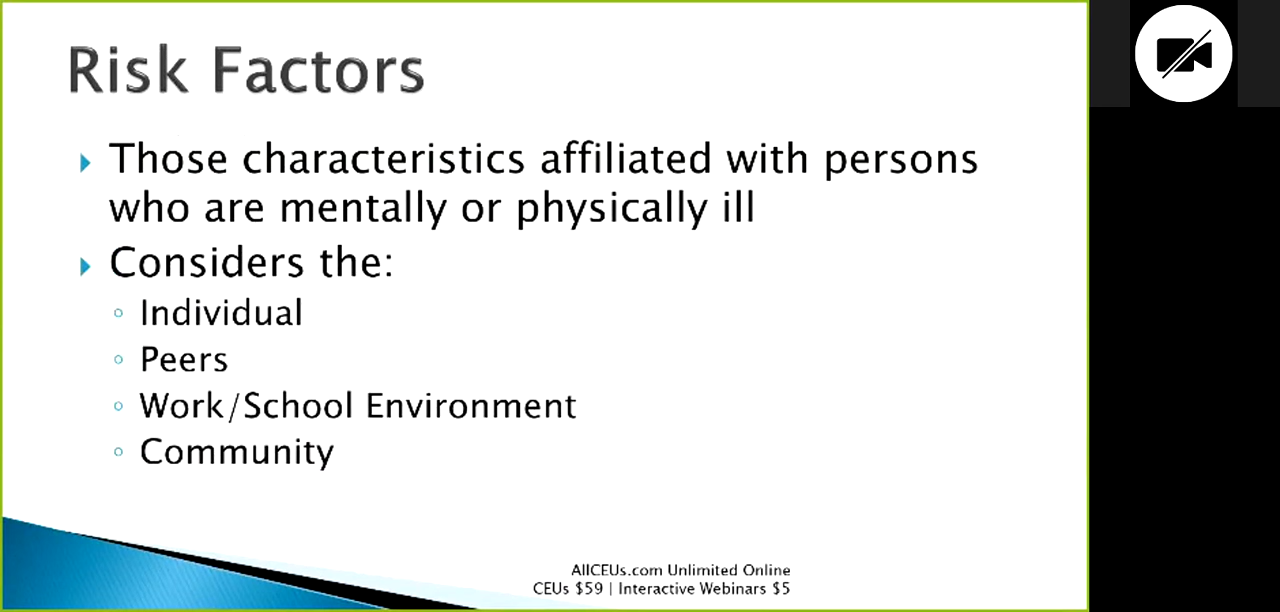 Risk Factors
Those characteristics affiliated with persons
who are mentally or physically ill
Considers the:
Individual
Peers
Work/School Environment
Community
AllCEUs.com Unlimited Online
CEUs $59 | Interactive Webinars $5